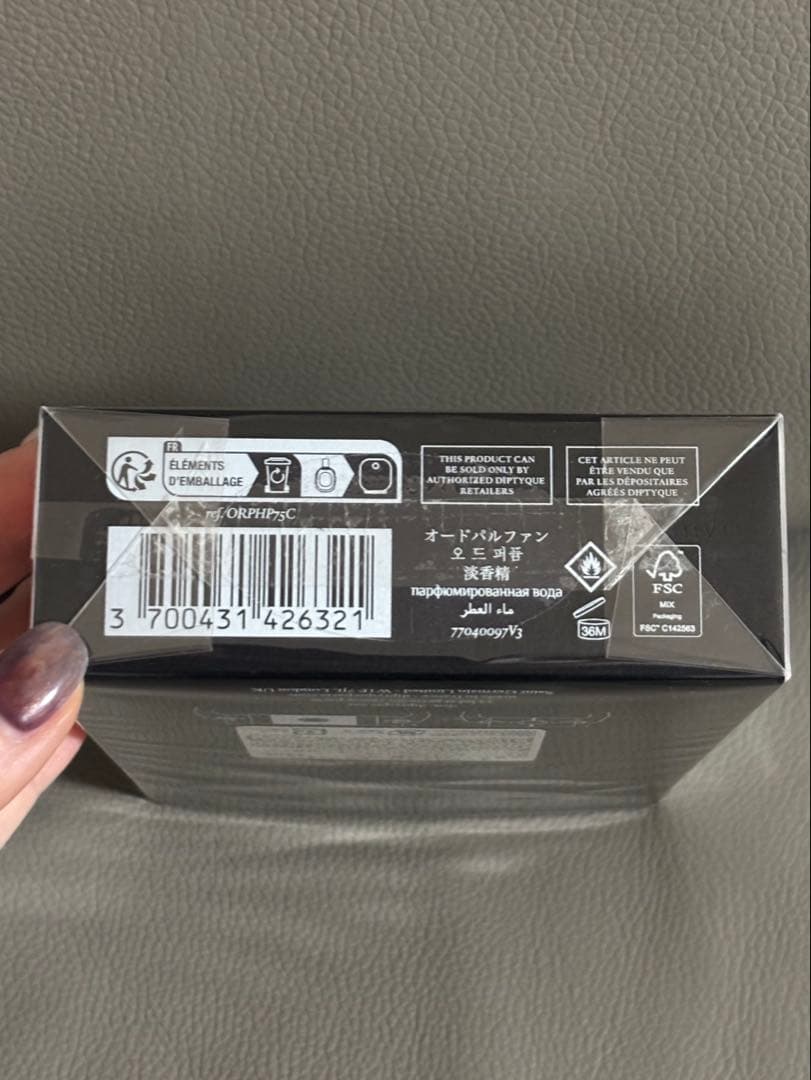 FR
ÉLÉMENTS
D'EMBALLAGE
ref./ORPHP75C
3 700431 426321
THIS PRODUCT CAN
BE SOLD ONLY BY
AUTHORIZED DIPTYQUE
RETAILERS
CET ARTICLE NE PEUT
ÊTRE VENDU QUE
PAR LES DÉPOSITAIRES
AGRÉÉS DIPTYQUE
オードパルファン
오 드 퍼퓸
淡香精
парфюмированная вода
ماء العطر
77040097V3
36M
FSC
MIX
Packaging
FSC® C142563